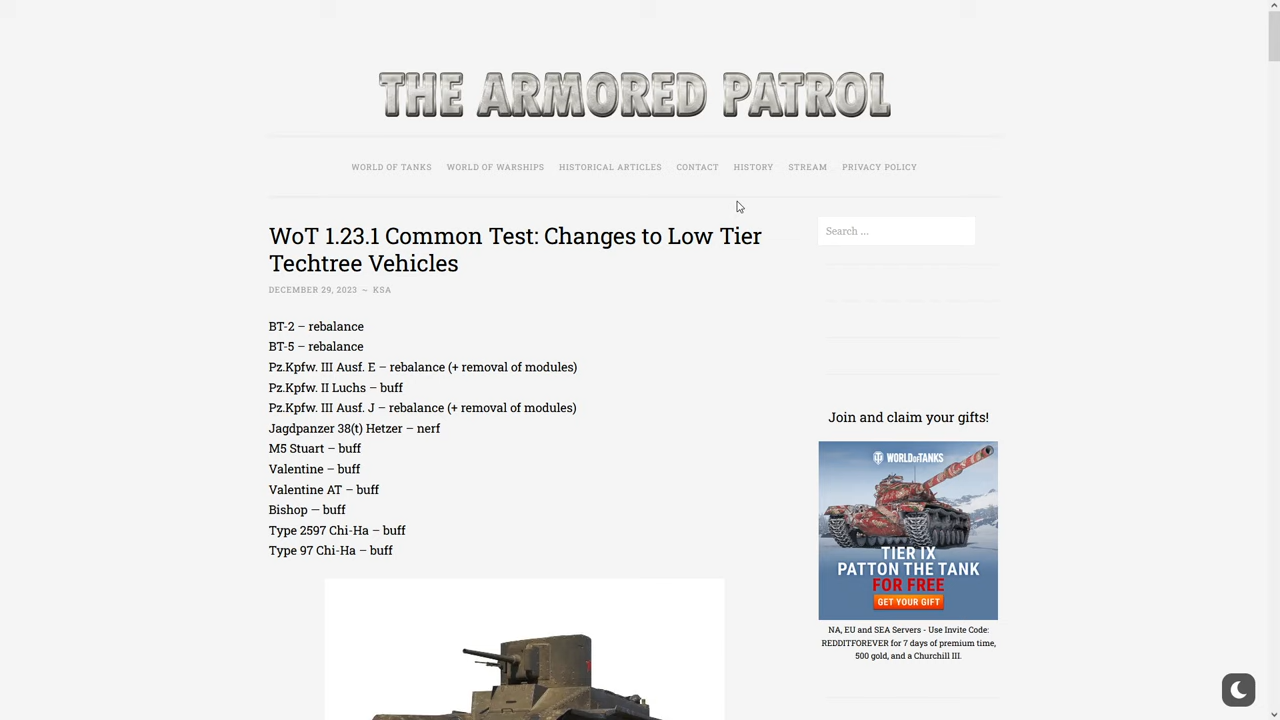 THE ARMORED PATROL
WORLD OF TANKS WORLD OF WARSHIPS HISTORICAL ARTICLES CONTACT HISTORY STREAM PRIVACY POLICY
WoT 1.23.1 Common Test: Changes to Low Tier
Techtree Vehicles
DECEMBER 29, 2023 ~ KSA
BT-2 – rebalance
BT-5 – rebalance
Pz.Kpfw. III Ausf. E – rebalance (+ removal of modules)
Pz.Kpfw. II Luchs – buff
Pz.Kpfw. III Ausf. J – rebalance (+ removal of modules)
Jagdpanzer 38(t) Hetzer – nerf
M5 Stuart – buff
Valentine – buff
Valentine AT – buff
Bishop — buff
Type 2597 Chi-Ha – buff
Type 97 Chi-Ha – buff
Search ...
Join and claim your gifts!
WORLD OF TANKS
TIER IX
PATTON THE TANK
FOR FREE
GET YOUR GIFT
NA, EU and SEA Servers - Use Invite Code:
REDDITFOREVER for 7 days of premium time,
500 gold, and a Churchill III.